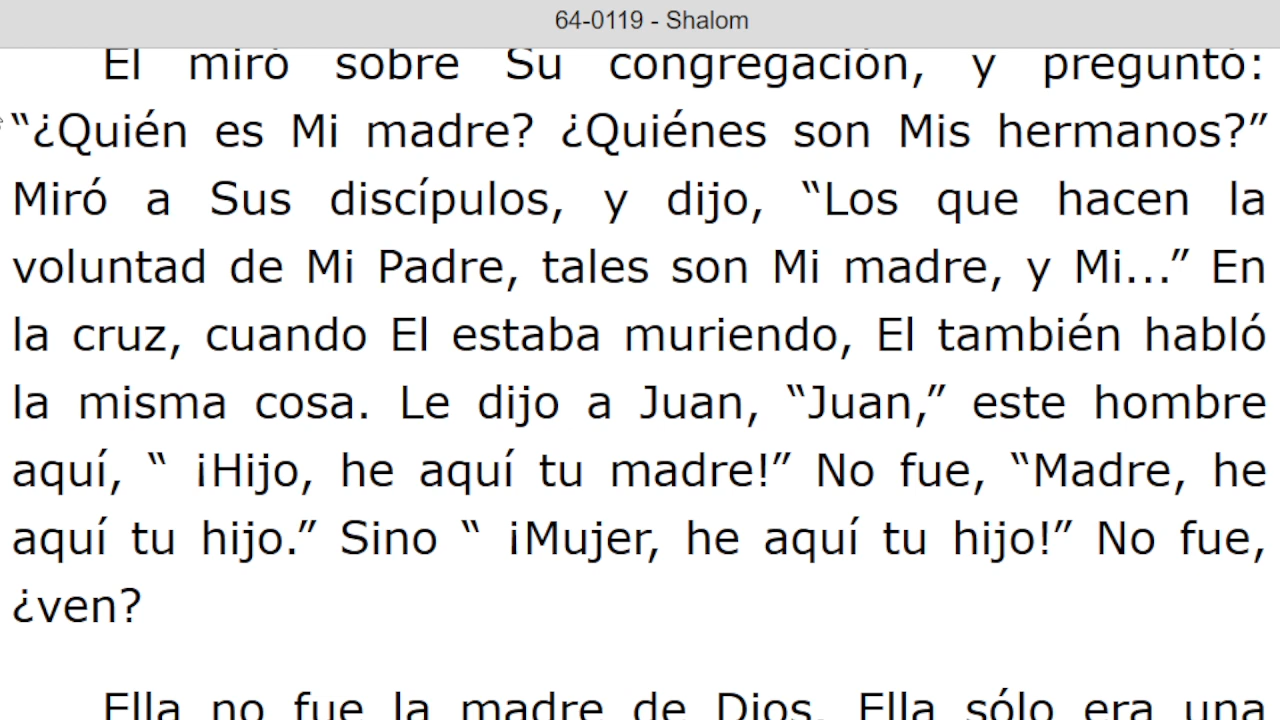 64-0119 - Shalom
El miró sobre Su congregación, y preguntó:
“¿Quién es Mi madre? ¿Quiénes son Mis hermanos?”
Miró a Sus discípulos, y dijo, “Los que hacen la
voluntad de Mi Padre, tales son Mi madre, y Mi...” En
la cruz, cuando El estaba muriendo, El también habló
la misma cosa. Le dijo a Juan, “Juan,” este hombre
aquí, “ ¡Hijo, he aquí tu madre!” No fue, “Madre, he
aquí tu hijo.” Sino “ ¡Mujer, he aquí tu hijo!” No fue,
¿ven?
Ella no fue la madre de Dios. Ella sólo era una